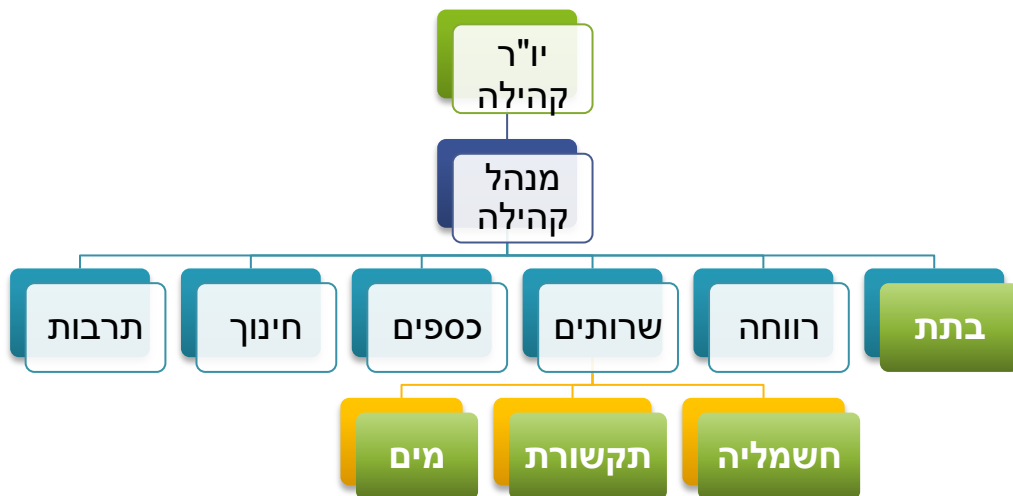 יו"ר
קהילה
מנהל
קהילה
בתת
רווחה
שרותים
כספים
חינוך
תרבות
חשמליה
תקשורת
מים